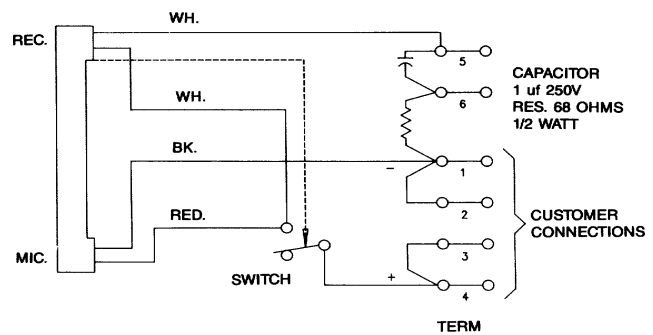 WH.
REC.
5
CAPACITOR
1 uf 250V
RES. 68 OHMS
1/2 WATT
WH.
6
BK.
−
1
2
CUSTOMER
CONNECTIONS
RED.
3
MIC.
SWITCH
+
4
TERM